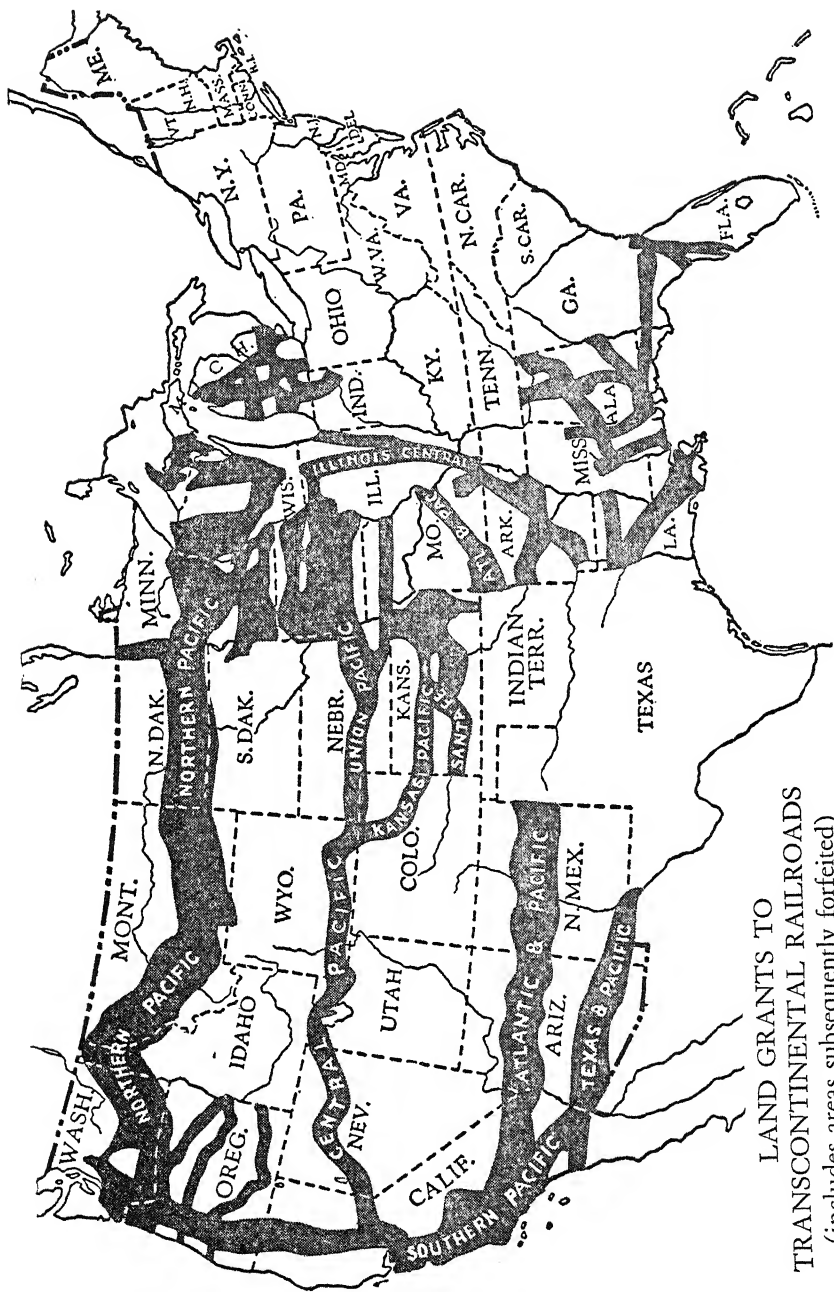 WASH.
MONT.
N. DAK.
MINN.
ME.
VT.
N.H.
MASS.
CONN.
R.I.
N.Y.
NORTHERN PACIFIC
NORTHERN PACIFIC
OREG.
IDAHO
WYO.
S. DAK.
WIS.
C H.
PA.
N.J.
DEL
MD.
OHIO
IND.
ILL.
ILLINOIS CENTRAL
W. VA.
VA.
NEBR.
UNION PACIFIC
CENTRAL PACIFIC
NEV.
UTAH
COLO.
KANSAS PACIFIC
KANS.
SANTA FE
MO.
ATL & PAC
KY.
TENN.
N. CAR.
S. CAR.
CALIF.
SOUTHERN PACIFIC
ATLANTIC & PACIFIC
ARIZ.
N. MEX.
INDIAN
TERR.
ARK.
MISS
ALA
GA.
TEXAS & PACIFIC
TEXAS
LA.
FLA.
LAND GRANTS TO
TRANSCONTINENTAL RAILROADS
(includes areas subsequently forfeited)